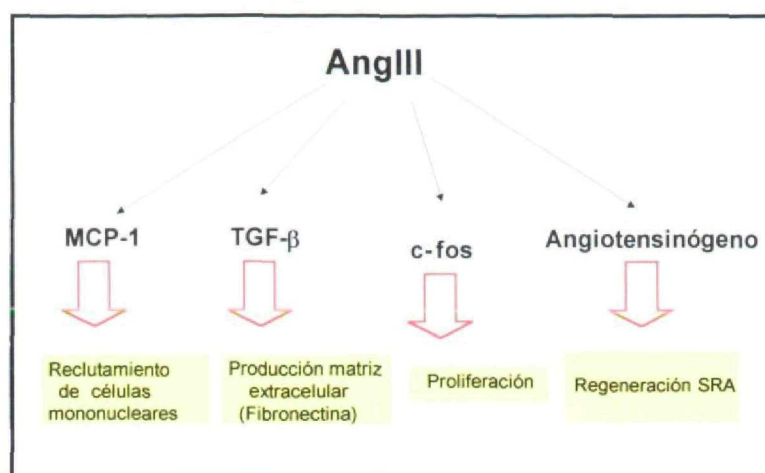 AngIII
MCP-1
TGF-β
c-fos
Angiotensinógeno
Reclutamiento
de células
mononucleares
Producción matriz
extracelular
(Fibronectina)
Proliferación
Regeneración SRA